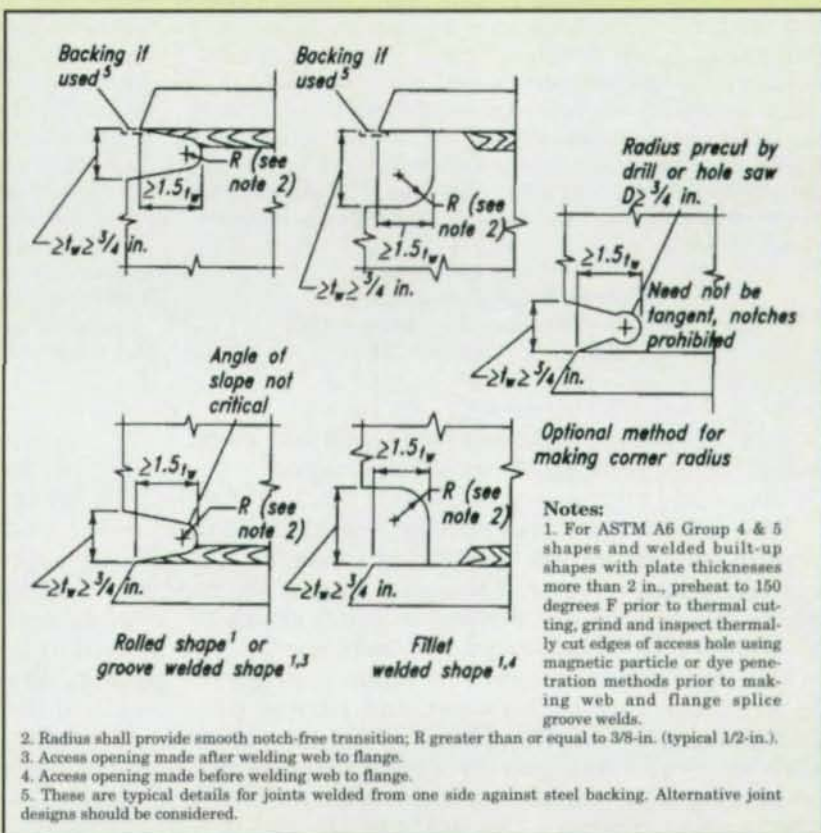 Backing if
used⁵
R (see
note 2)
≥1.5tw
≥tw≥3/4 in.
Backing if
used⁵
R (see
note 2)
≥1.5tw
≥tw≥3/4 in.
Radius precut by
drill or hole saw
D≥3/4 in.
≥1.5tw
Need not be
tangent, notches
prohibited
≥tw≥3/4 in.
Optional method for
making corner radius
Angle of
slope not
critical
≥1.5tw
R (see
note 2)
≥tw≥3/4 in.
Rolled shape¹ or
groove welded shape¹,³
≥1.5tw
R (see
note 2)
≥tw≥3/4 in.
Fillet
welded shape¹,⁴
Notes:
1. For ASTM A6 Group 4 & 5
shapes and welded built-up
shapes with plate thicknesses
more than 2 in., preheat to 150
degrees F prior to thermal cut-
ting, grind and inspect thermal-
ly cut edges of access hole using
magnetic particle or dye pene-
tration methods prior to mak-
ing web and flange splice
groove welds.
2. Radius shall provide smooth notch-free transition; R greater than or equal to 3/8-in. (typical 1/2-in.).
3. Access opening made after welding web to flange.
4. Access opening made before welding web to flange.
5. These are typical details for joints welded from one side against steel backing. Alternative joint
designs should be considered.